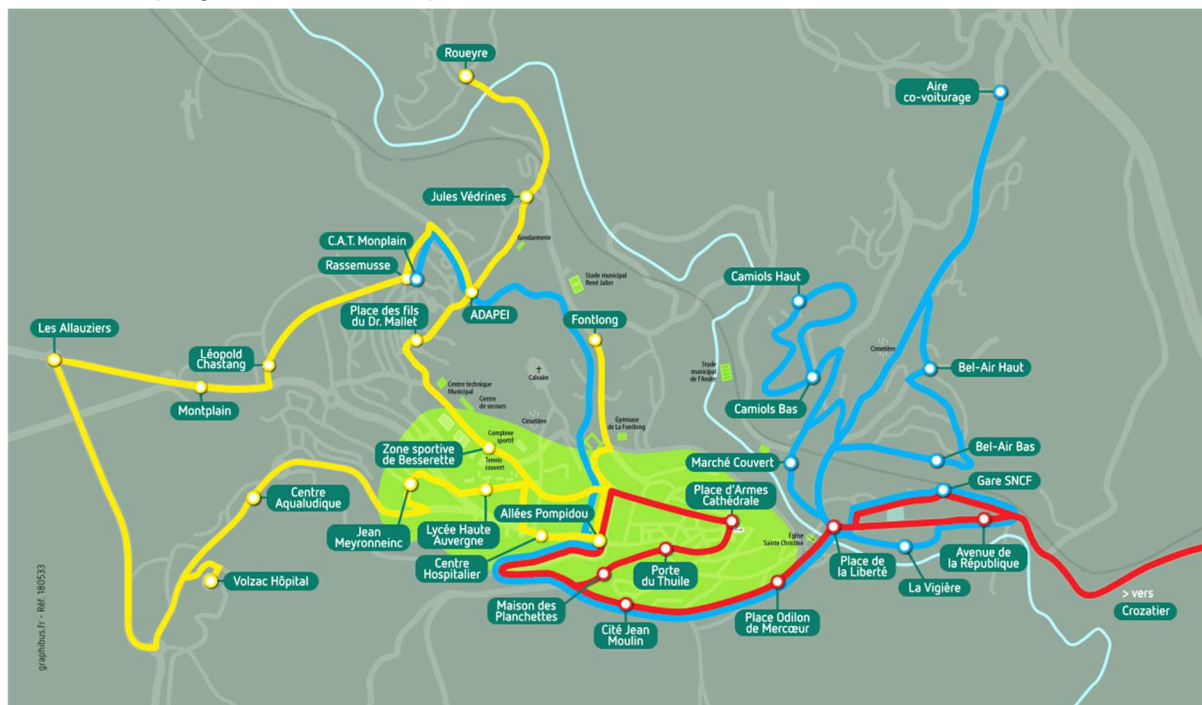 Roueyre
Aire
co-voiturage
Jules Védrines
Gendarmerie
C.A.T. Monplain
Rassemusse
Stade municipal
René Jalier
Camiols Haut
Place des fils
du Dr. Mallet
ADAPEI
Fontlong
Les Allauziers
Cimetière
Léopold
Chastang
Stade
municipal
de l'Ander
Bel-Air Haut
Calvaire
Montplain
Centre technique
Municipal
Centre
de secours
Camiols Bas
Cimetière
Gymnase
de La Fontlong
Complexe
sportif
Zone sportive
de Besserette
Tennis
couvert
Bel-Air Bas
Marché Couvert
Gare SNCF
Centre
Aqualudique
Place d'Armes
Cathédrale
Jean
Meyronneinc
Lycée Haute
Auvergne
Allées Pompidou
Eglise
Sainte Christine
Centre
Hospitalier
Porte
du Thuile
Place de
la Liberté
Avenue de
la République
Volzac Hôpital
La Vigière
Maison des
Planchettes
> vers
Crozatier
Cité Jean
Moulin
Place Odilon
de Mercœur
graphibus.fr - Réf. 180533